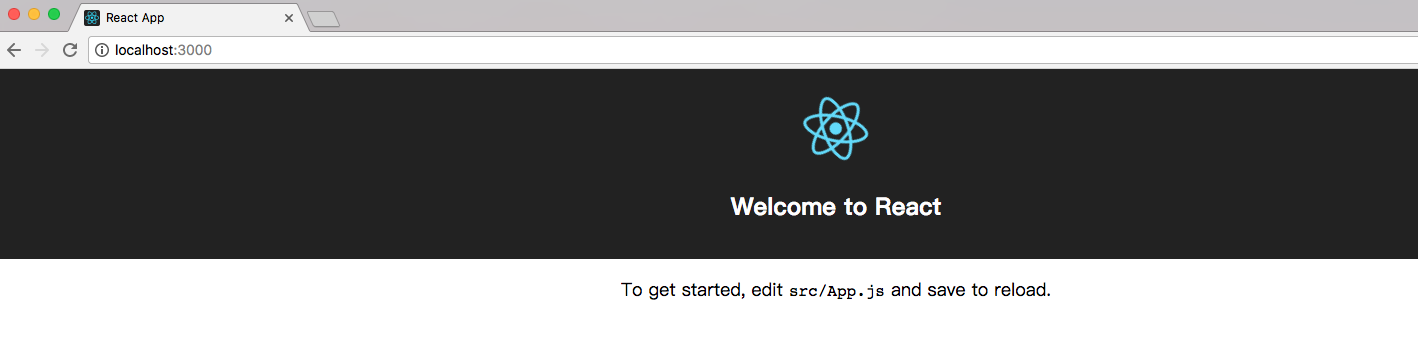 React App
localhost:3000
Welcome to React
To get started, edit src/App.js and save to reload.